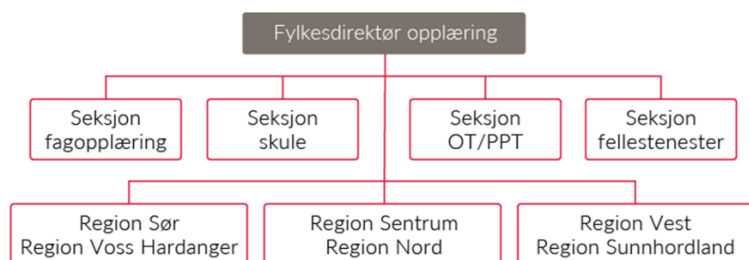 Fylkesdirektør opplæring
Seksjon
fagopplæring
Seksjon
skule
Seksjon
OT/PPT
Seksjon
fellestenester
Region Sør
Region Voss Hardanger
Region Sentrum
Region Nord
Region Vest
Region Sunnhordland